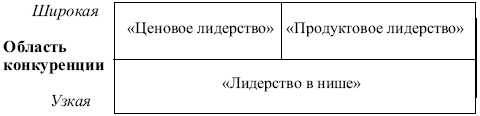 Широкая
«Ценовое лидерство» «Продуктовое лидерство»
Область
конкуренции
«Лидерство в нише»
Узкая